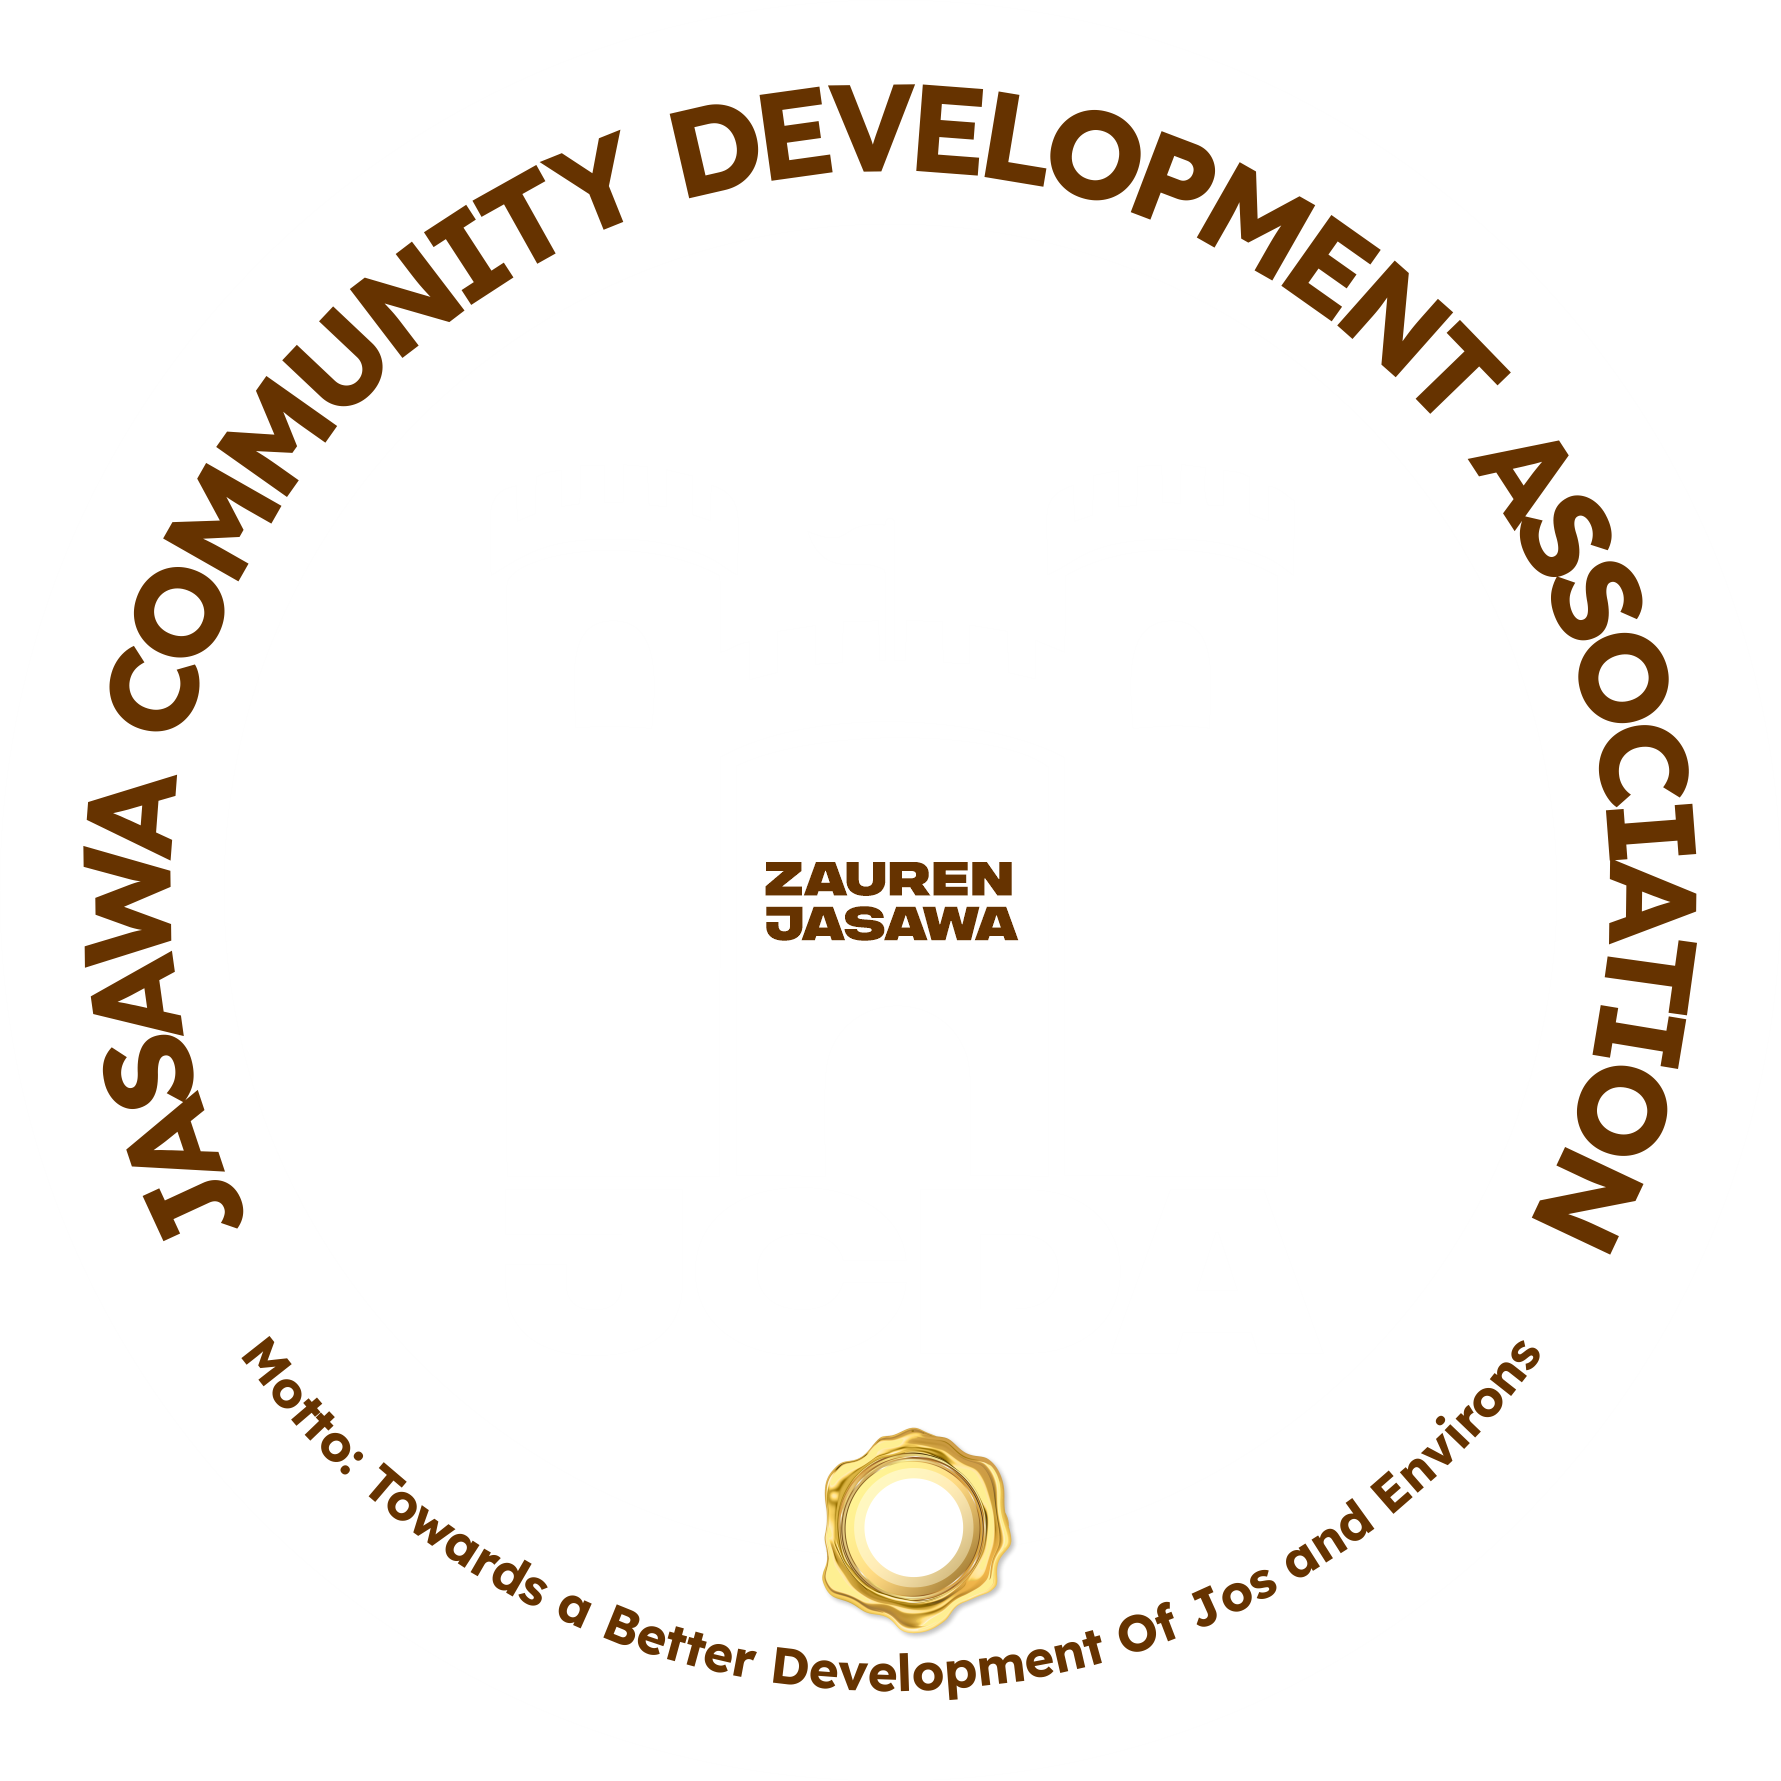 JASAWA COMMUNITY DEVELOPMENT ASSOCIATION
ZAUREN
JASAWA
Motto: Towards a Better Development Of Jos and Environs